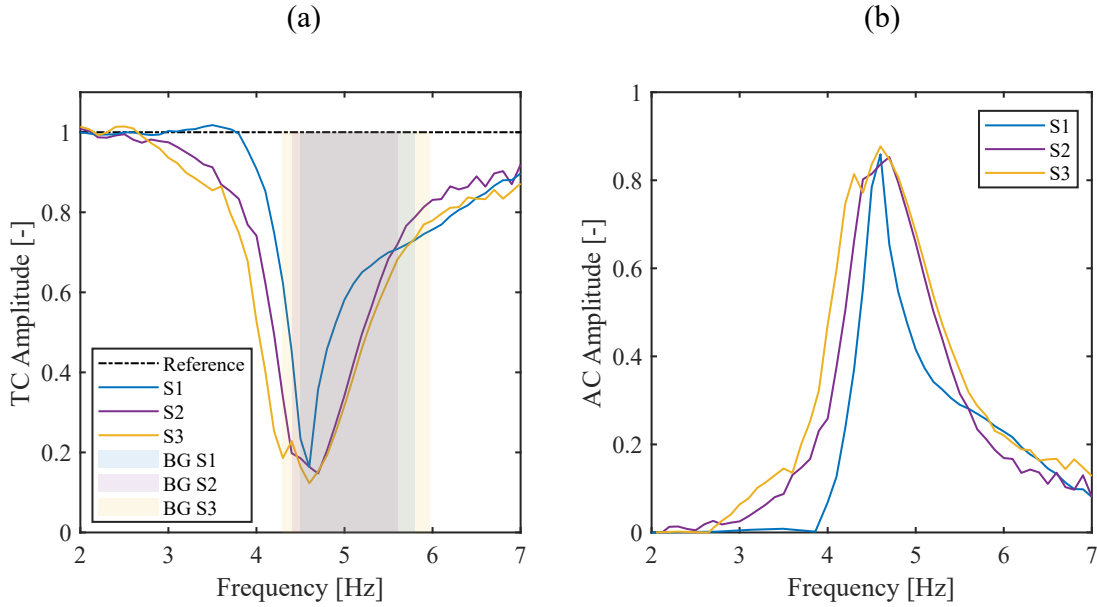 (a)
(b)
1
0.8
0.6
0.4
0.2
0
TC Amplitude [-]
Reference
S1
S2
S3
BG S1
BG S2
BG S3
2 3 4 5 6 7
Frequency [Hz]
1
0.8
0.6
0.4
0.2
0
AC Amplitude [-]
S1
S2
S3
2 3 4 5 6 7
Frequency [Hz]